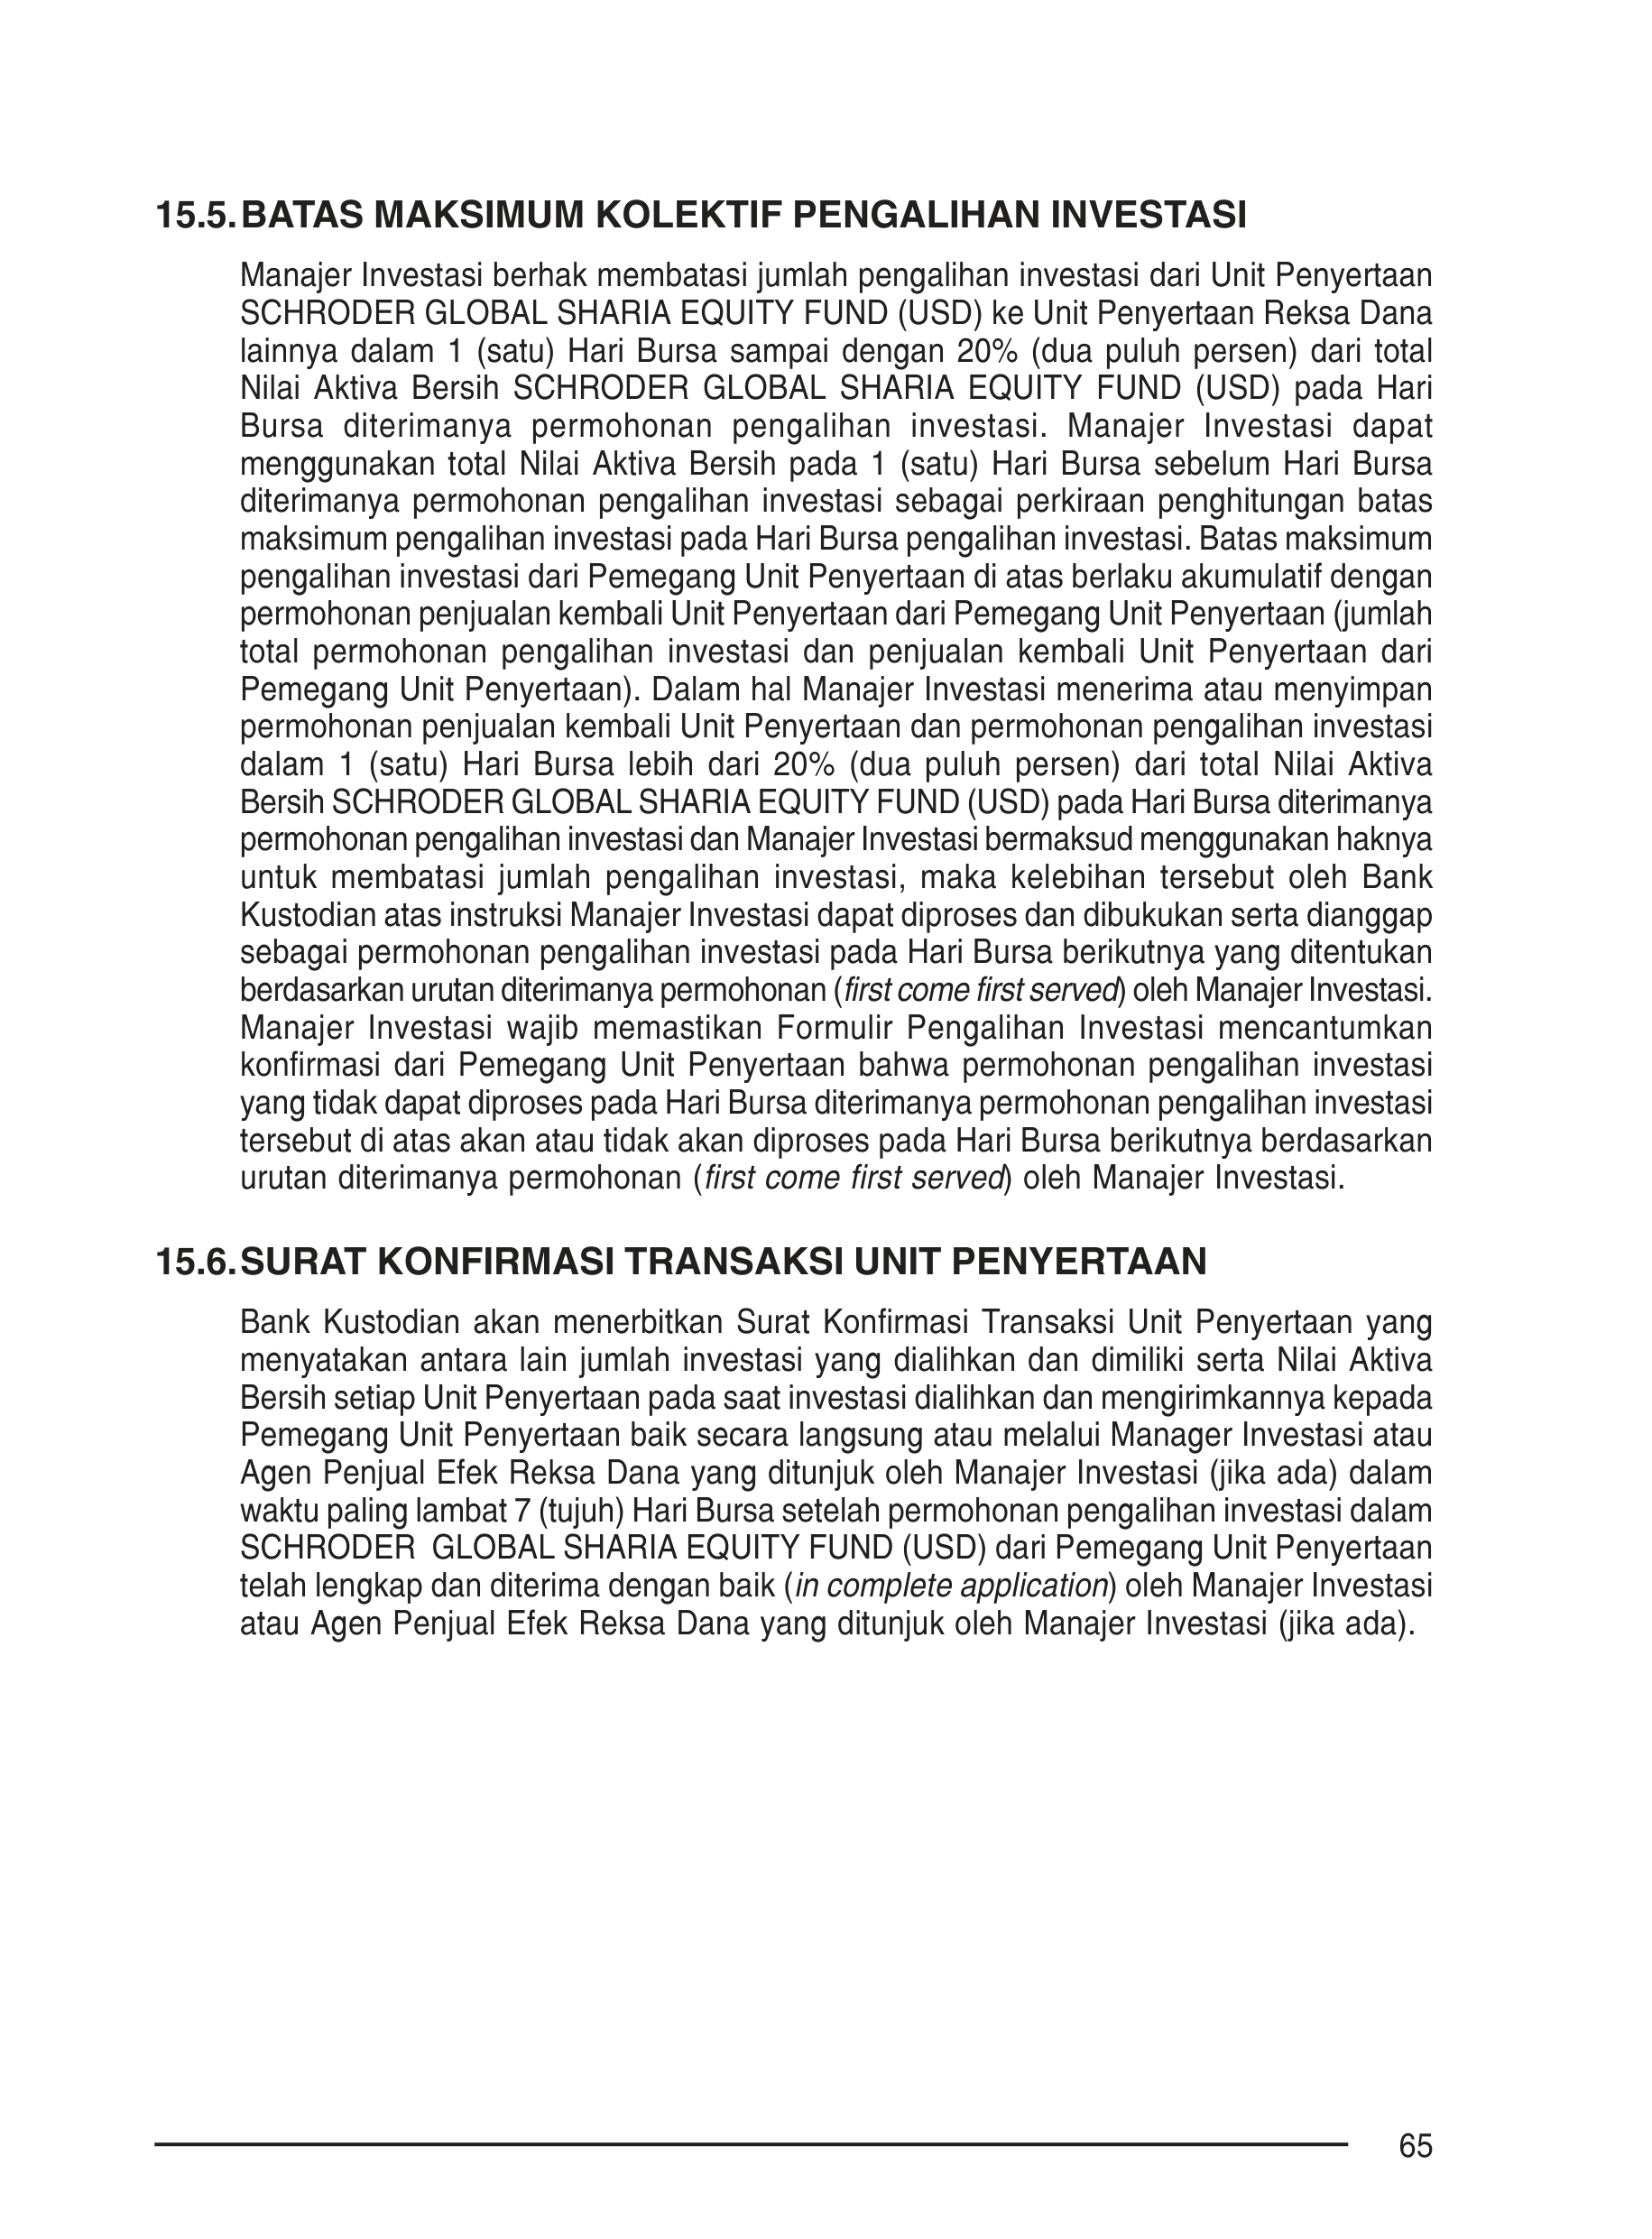 15.5. BATAS MAKSIMUM KOLEKTIF PENGALIHAN INVESTASI
Manajer Investasi berhak membatasi jumlah pengalihan investasi dari Unit Penyertaan
SCHRODER GLOBAL SHARIA EQUITY FUND (USD) ke Unit Penyertaan Reksa Dana
lainnya dalam 1 (satu) Hari Bursa sampai dengan 20% (dua puluh persen) dari total
Nilai Aktiva Bersih SCHRODER GLOBAL SHARIA EQUITY FUND (USD) pada Hari
Bursa diterimanya permohonan pengalihan investasi. Manajer Investasi dapat
menggunakan total Nilai Aktiva Bersih pada 1 (satu) Hari Bursa sebelum Hari Bursa
diterimanya permohonan pengalihan investasi sebagai perkiraan penghitungan batas
maksimum pengalihan investasi pada Hari Bursa pengalihan investasi. Batas maksimum
pengalihan investasi dari Pemegang Unit Penyertaan di atas berlaku akumulatif dengan
permohonan penjualan kembali Unit Penyertaan dari Pemegang Unit Penyertaan (jumlah
total permohonan pengalihan investasi dan penjualan kembali Unit Penyertaan dari
Pemegang Unit Penyertaan). Dalam hal Manajer Investasi menerima atau menyimpan
permohonan penjualan kembali Unit Penyertaan dan permohonan pengalihan investasi
dalam 1 (satu) Hari Bursa lebih dari 20% (dua puluh persen) dari total Nilai Aktiva
Bersih SCHRODER GLOBAL SHARIA EQUITY FUND (USD) pada Hari Bursa diterimanya
permohonan pengalihan investasi dan Manajer Investasi bermaksud menggunakan haknya
untuk membatasi jumlah pengalihan investasi, maka kelebihan tersebut oleh Bank
Kustodian atas instruksi Manajer Investasi dapat diproses dan dibukukan serta dianggap
sebagai permohonan pengalihan investasi pada Hari Bursa berikutnya yang ditentukan
berdasarkan urutan diterimanya permohonan (first come first served) oleh Manajer Investasi.
Manajer Investasi wajib memastikan Formulir Pengalihan Investasi mencantumkan
konfirmasi dari Pemegang Unit Penyertaan bahwa permohonan pengalihan investasi
yang tidak dapat diproses pada Hari Bursa diterimanya permohonan pengalihan investasi
tersebut di atas akan atau tidak akan diproses pada Hari Bursa berikutnya berdasarkan
urutan diterimanya permohonan (first come first served) oleh Manajer Investasi.
15.6. SURAT KONFIRMASI TRANSAKSI UNIT PENYERTAAN
Bank Kustodian akan menerbitkan Surat Konfirmasi Transaksi Unit Penyertaan yang
menyatakan antara lain jumlah investasi yang dialihkan dan dimiliki serta Nilai Aktiva
Bersih setiap Unit Penyertaan pada saat investasi dialihkan dan mengirimkannya kepada
Pemegang Unit Penyertaan baik secara langsung atau melalui Manager Investasi atau
Agen Penjual Efek Reksa Dana yang ditunjuk oleh Manajer Investasi (jika ada) dalam
waktu paling lambat 7 (tujuh) Hari Bursa setelah permohonan pengalihan investasi dalam
SCHRODER GLOBAL SHARIA EQUITY FUND (USD) dari Pemegang Unit Penyertaan
telah lengkap dan diterima dengan baik (in complete application) oleh Manajer Investasi
atau Agen Penjual Efek Reksa Dana yang ditunjuk oleh Manajer Investasi (jika ada).
65